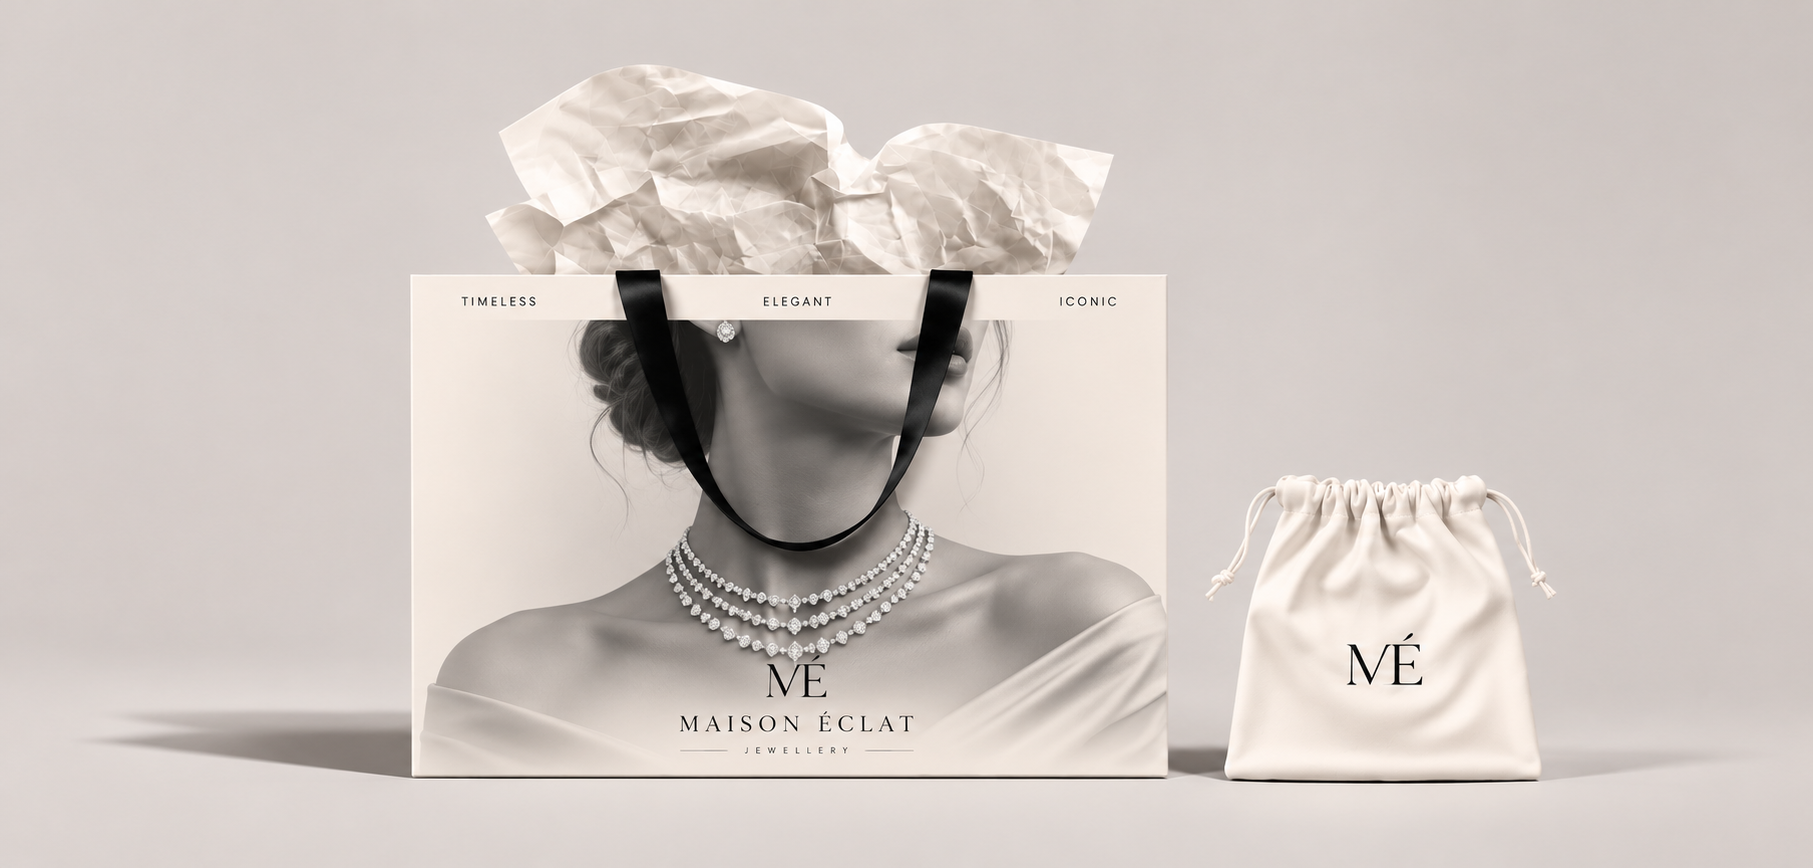 TIMELESS ELEGANT ICONIC
MÉ
MAISON ÉCLAT
JEWELLERY
MÉ